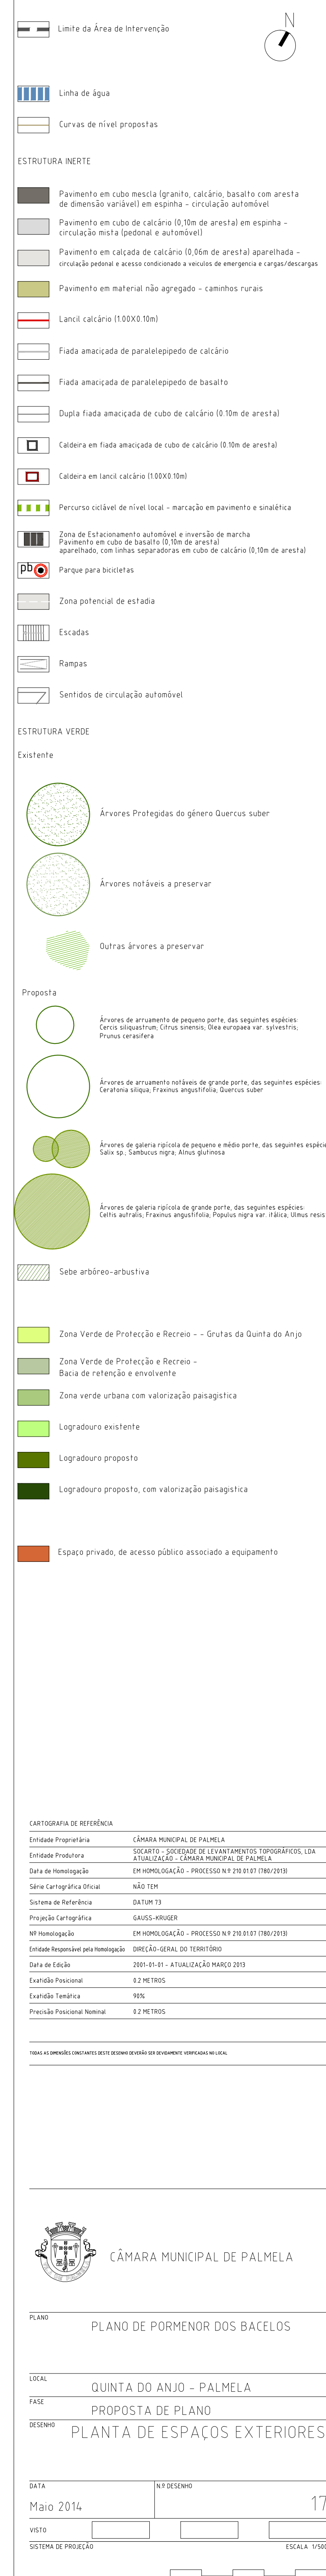 N
Limite da Área de Intervenção
Linha de água
Curvas de nível propostas
ESTRUTURA INERTE
Pavimento em cubo mescla (granito, calcário, basalto com aresta
de dimensão variável) em espinha - circulação automóvel
Pavimento em cubo de calcário (0,10m de aresta) em espinha -
circulação mista (pedonal e automóvel)
Pavimento em calçada de calcário (0,06m de aresta) aparelhada -
circulação pedonal e acesso condicionado a veículos de emergencia e cargas/descargas
Pavimento em material não agregado - caminhos rurais
Lancil calcário (1.00X0.10m)
Fiada amaciçada de paralelepipedo de calcário
Fiada amaciçada de paralelepipedo de basalto
Dupla fiada amaciçada de cubo de calcário (0.10m de aresta)
Caldeira em fiada amaciçada de cubo de calcário (0.10m de aresta)
Caldeira em lancil calcário (1.00X0.10m)
Percurso ciclável de nível local - marcação em pavimento e sinalética
Zona de Estacionamento automóvel e inversão de marcha
Pavimento em cubo de basalto (0,10m de aresta)
aparelhado, com linhas separadoras em cubo de calcário (0,10m de aresta)
pb
Parque para bicicletas
Zona potencial de estadia
Escadas
Rampas
Sentidos de circulação automóvel
ESTRUTURA VERDE
Existente
Árvores Protegidas do género Quercus suber
Árvores notáveis a preservar
Outras árvores a preservar
Proposta
Árvores de arruamento de pequeno porte, das seguintes espécies:
Cercis siliquastrum; Citrus sinensis; Olea europaea var. sylvestris;
Prunus cerasifera
Árvores de arruamento notáveis de grande porte, das seguintes espécies:
Ceratonia siliqua; Fraxinus angustifolia; Quercus suber
Árvores de galeria ripícola de pequeno e médio porte, das seguintes espécie
Salix sp.; Sambucus nigra; Alnus glutinosa
Árvores de galeria ripícola de grande porte, das seguintes espécies:
Celtis autralis; Fraxinus angustifolia; Populus nigra var. itálica; Ulmus resis
Sebe arbóreo-arbustiva
Zona Verde de Protecção e Recreio - - Grutas da Quinta do Anjo
Zona Verde de Protecção e Recreio -
Bacia de retenção e envolvente
Zona verde urbana com valorização paisagística
Logradouro existente
Logradouro proposto
Logradouro proposto, com valorização paisagistica
Espaço privado, de acesso público associado a equipamento
CARTOGRAFIA DE REFERÊNCIA
Entidade Proprietária CÂMARA MUNICIPAL DE PALMELA
Entidade Produtora SOCARTO - SOCIEDADE DE LEVANTAMENTOS TOPOGRÁFICOS, LDA
ATUALIZAÇÃO - CÂMARA MUNICIPAL DE PALMELA
Data de Homologação EM HOMOLOGAÇÃO - PROCESSO N.º 210.01.07 (780/2013)
Série Cartográfica Oficial NÃO TEM
Sistema de Referência DATUM 73
Projeção Cartográfica GAUSS-KRUGER
Nº Homologação EM HOMOLOGAÇÃO - PROCESSO N.º 210.01.07 (780/2013)
Entidade Responsável pela Homologação DIREÇÃO-GERAL DO TERRITÓRIO
Data de Edição 2001-01-01 - ATUALIZAÇÃO MARÇO 2013
Exatidão Posicional 0.2 METROS
Exatidão Temática 90%
Precisão Posicional Nominal 0.2 METROS
TODAS AS DIMENSÕES CONSTANTES DESTE DESENHO DEVERÃO SER DEVIDAMENTE VERIFICADAS NO LOCAL
CÂMARA MUNICIPAL DE PALMELA
PLANO
PLANO DE PORMENOR DOS BACELOS
LOCAL
QUINTA DO ANJO - PALMELA
FASE
PROPOSTA DE PLANO
DESENHO
PLANTA DE ESPAÇOS EXTERIORES
DATA N.º DESENHO
Maio 2014 17
VISTO
SISTEMA DE PROJEÇÃO ESCALA 1/500